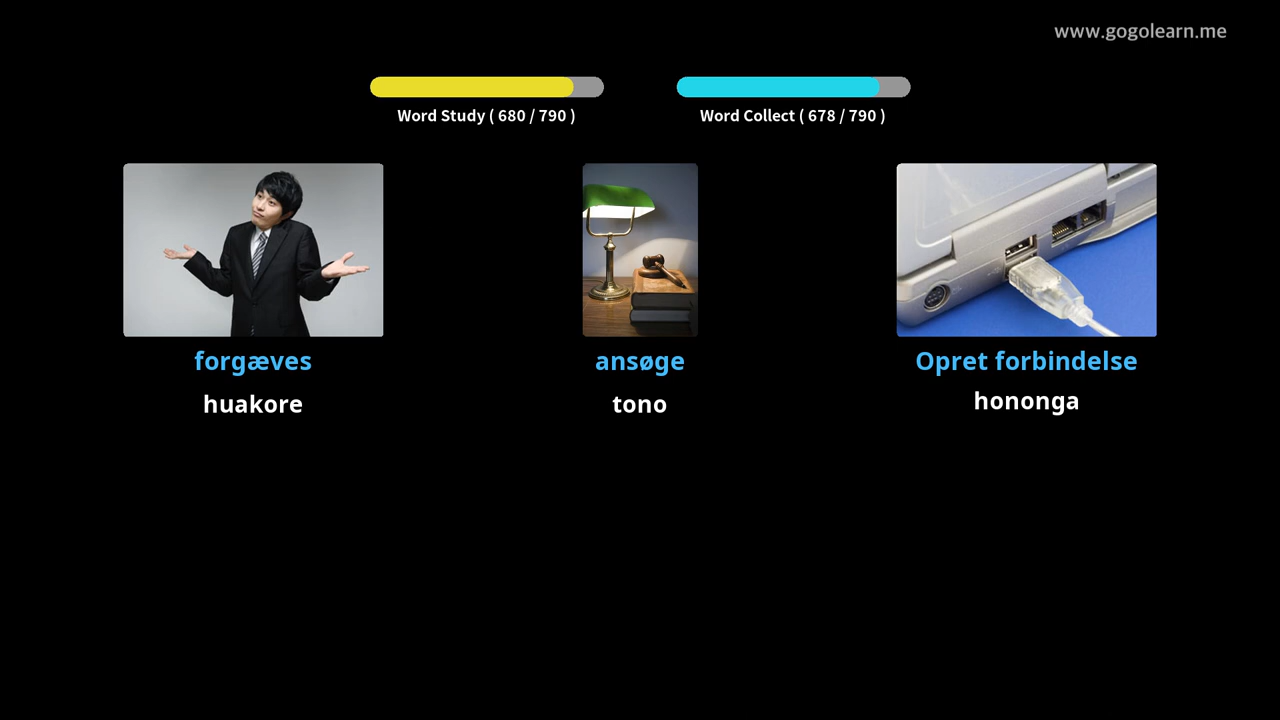 www.gogolearn.me
Word Study ( 680 / 790 )
Word Collect ( 678 / 790 )
forgæves
ansøge
Opret forbindelse
huakore
tono
hononga